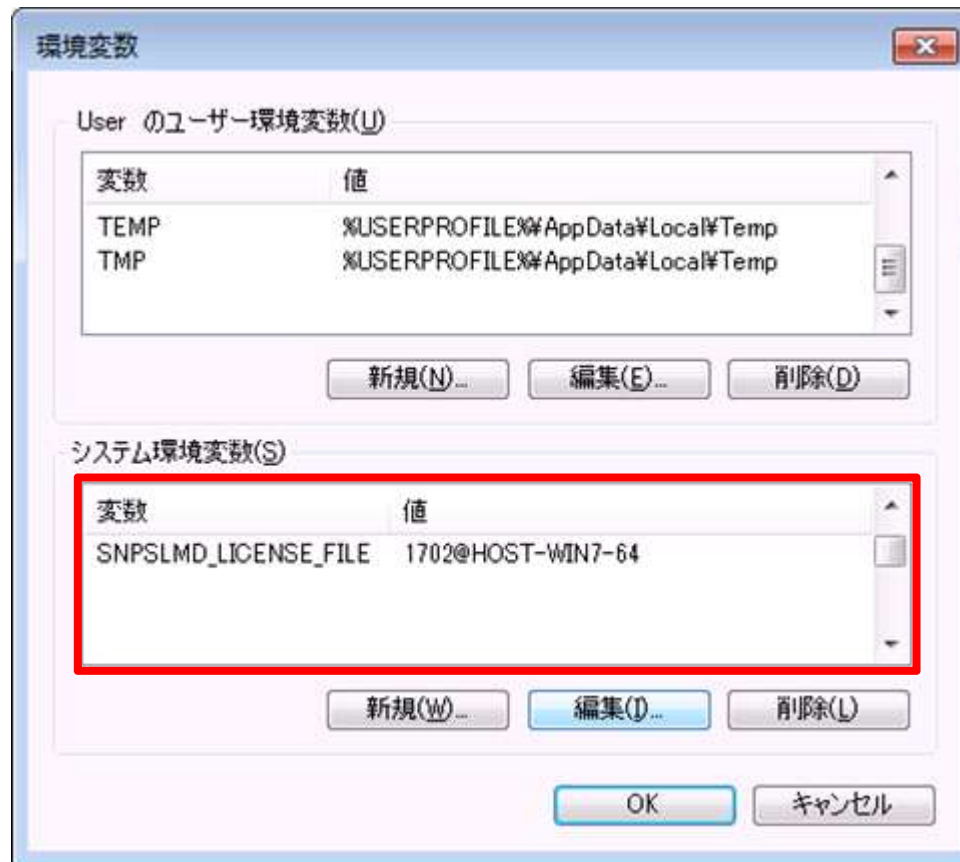 環境変数
User のユーザー環境変数(U)
変数 値
TEMP %USERPROFILE%¥AppData¥Local¥Temp
TMP %USERPROFILE%¥AppData¥Local¥Temp
新規(N)... 編集(E)... 削除(D)
システム環境変数(S)
変数 値
SNPSLMD_LICENSE_FILE 1702@HOST-WIN7-64
新規(W)... 編集(I)... 削除(L)
OK キャンセル